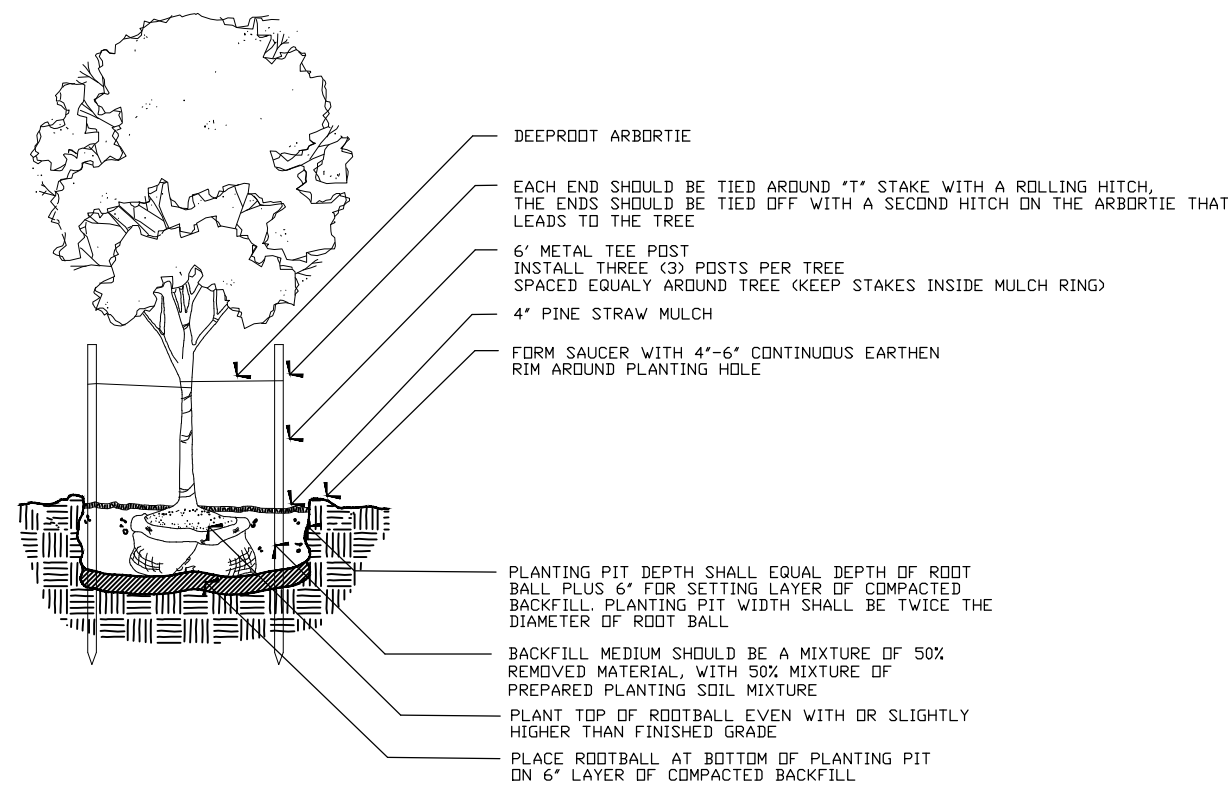 DEEPROOT ARBORTIE
EACH END SHOULD BE TIED AROUND "T" STAKE WITH A ROLLING HITCH,
THE ENDS SHOULD BE TIED OFF WITH A SECOND HITCH ON THE ARBORTIE THAT
LEADS TO THE TREE
6' METAL TEE POST
INSTALL THREE (3) POSTS PER TREE
SPACED EQUALY AROUND TREE (KEEP STAKES INSIDE MULCH RING)
4" PINE STRAW MULCH
FORM SAUCER WITH 4"-6" CONTINUOUS EARTHEN
RIM AROUND PLANTING HOLE
PLANTING PIT DEPTH SHALL EQUAL DEPTH OF ROOT
BALL PLUS 6" FOR SETTING LAYER OF COMPACTED
BACKFILL. PLANTING PIT WIDTH SHALL BE TWICE THE
DIAMETER OF ROOT BALL
BACKFILL MEDIUM SHOULD BE A MIXTURE OF 50%
REMOVED MATERIAL, WITH 50% MIXTURE OF
PREPARED PLANTING SOIL MIXTURE
PLANT TOP OF ROOTBALL EVEN WITH OR SLIGHTLY
HIGHER THAN FINISHED GRADE
PLACE ROOTBALL AT BOTTOM OF PLANTING PIT
ON 6" LAYER OF COMPACTED BACKFILL